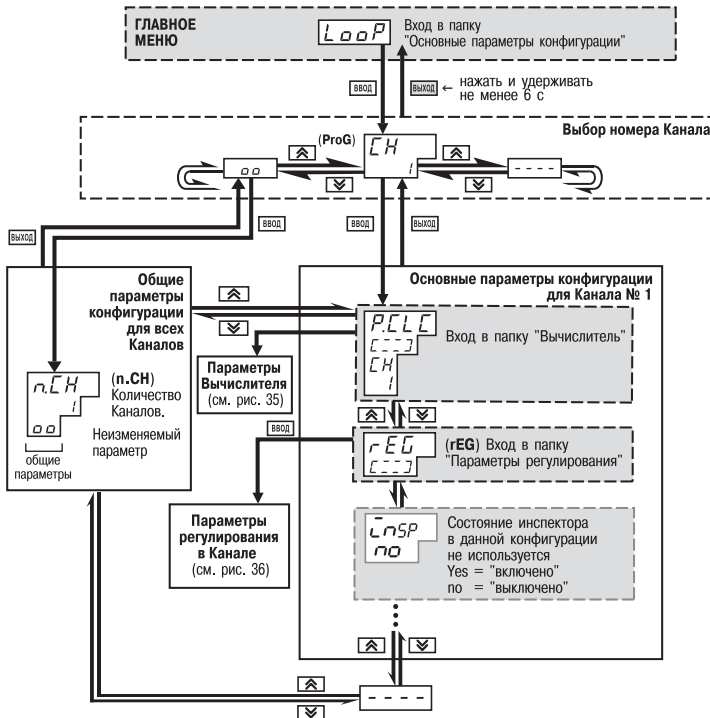 ГЛАВНОЕ
МЕНЮ
LooP
Вход в папку
"Основные параметры конфигурации"
ВВОД
ВЫХОД
← нажать и удерживать
не менее 6 с
Выбор номера Канала
(ProG)
oo
CH
1
- - - -
ВЫХОД
ВВОД
ВВОД
ВЫХОД
Общие
параметры
конфигурации
для всех
Каналов
n.CH
1
oo
(n.CH)
Количество
Каналов.
Неизменяемый
параметр
общие
параметры
Основные параметры конфигурации
для Канала № 1
P.CLC
[---]
CH
1
Вход в папку "Вычислитель"
Параметры
Вычислителя
(см. рис. 35)
ВВОД
rEG
[---]
(rEG) Вход в папку
"Параметры регулирования"
Параметры
регулирования
в Канале
(см. рис. 36)
inSP
no
Состояние инспектора
в данной конфигурации
не используется
Yes = "включено"
no = "выключено"
- - - -